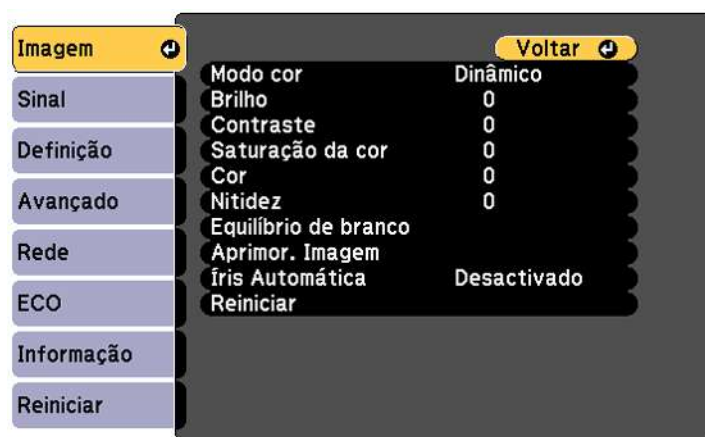 Imagem
Sinal
Definição
Avançado
Rede
ECO
Informação
Reiniciar
Voltar
Modo cor Dinâmico
Brilho 0
Contraste 0
Saturação da cor 0
Cor 0
Nitidez 0
Equilíbrio de branco
Aprimor. Imagem
Íris Automática Desactivado
Reiniciar